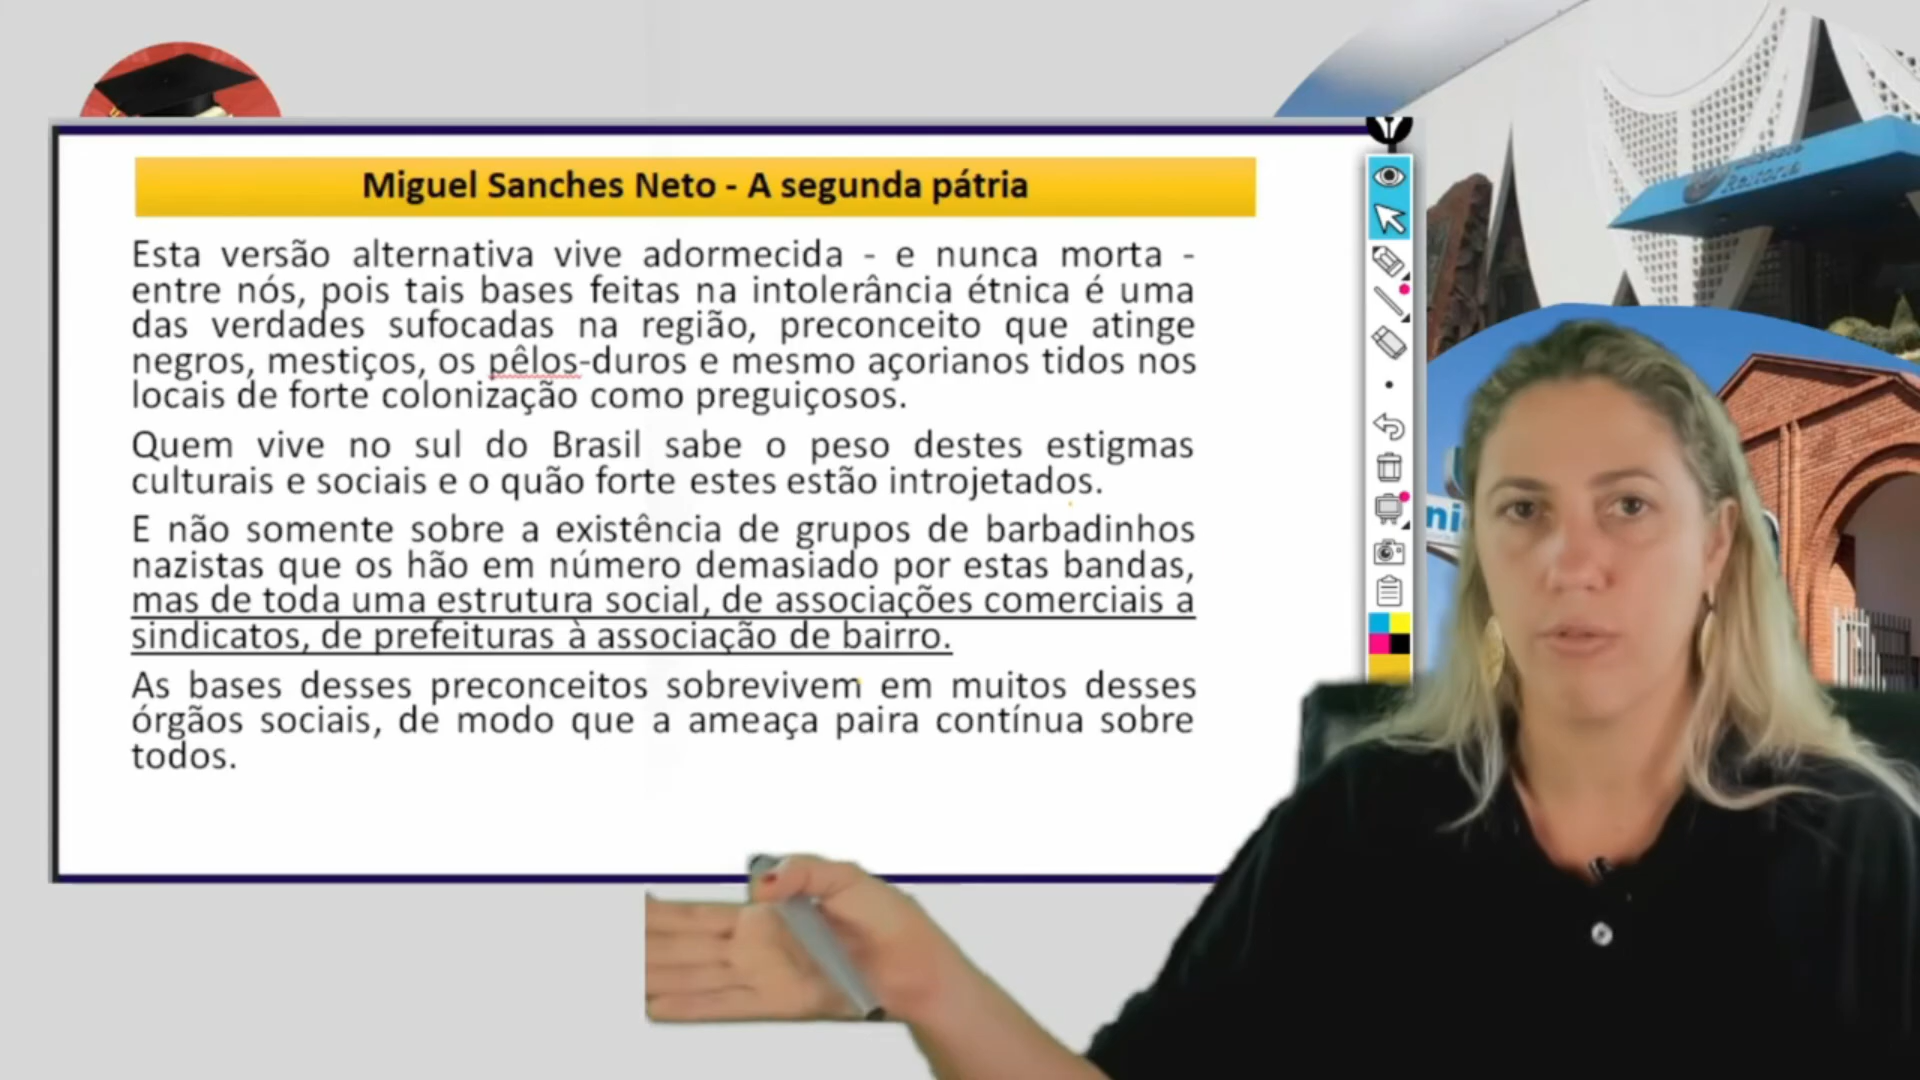 Miguel Sanches Neto - A segunda pátria
Esta versão alternativa vive adormecida - e nunca morta -
entre nós, pois tais bases feitas na intolerância étnica é uma
das verdades sufocadas na região, preconceito que atinge
negros, mestiços, os pêlos-duros e mesmo açorianos tidos nos
locais de forte colonização como preguiçosos.
Quem vive no sul do Brasil sabe o peso destes estigmas
culturais e sociais e o quão forte estes estão introjetados.
E não somente sobre a existência de grupos de barbadinhos
nazistas que os hão em número demasiado por estas bandas,
mas de toda uma estrutura social, de associações comerciais a
sindicatos, de prefeituras à associação de bairro.
As bases desses preconceitos sobrevivem em muitos desses
órgãos sociais, de modo que a ameaça paira contínua sobre
todos.